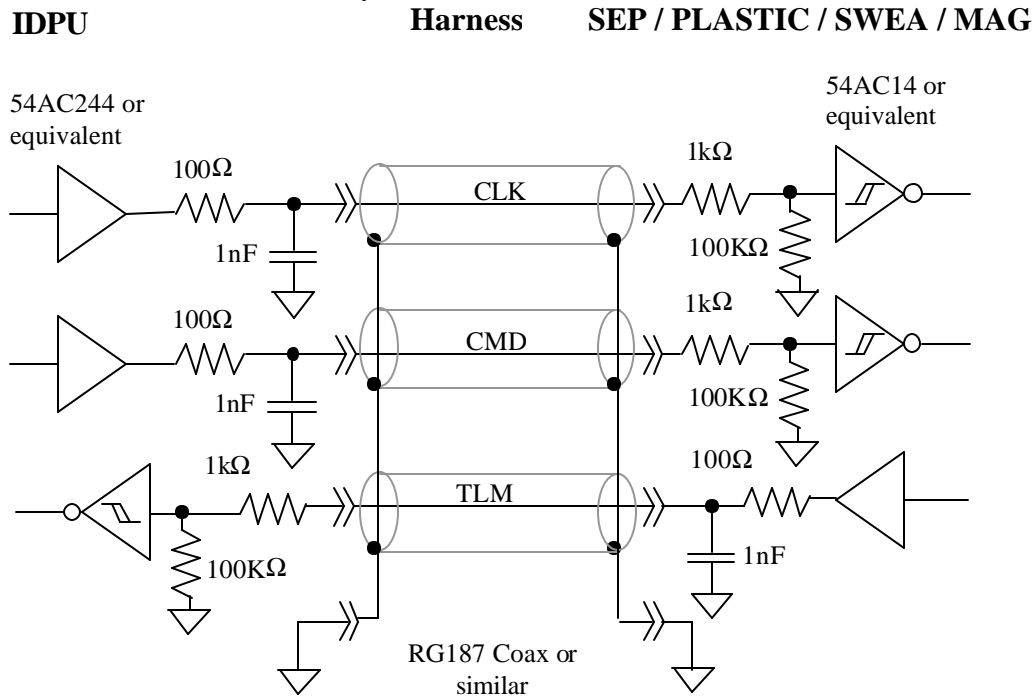 IDPU Harness SEP / PLASTIC / SWEA / MAG
54AC244 or
equivalent
54AC14 or
equivalent
100Ω
CLK
1kΩ
1nF
100KΩ
100Ω
CMD
1kΩ
1nF
100KΩ
1kΩ
TLM
100Ω
100KΩ
1nF
RG187 Coax or
similar